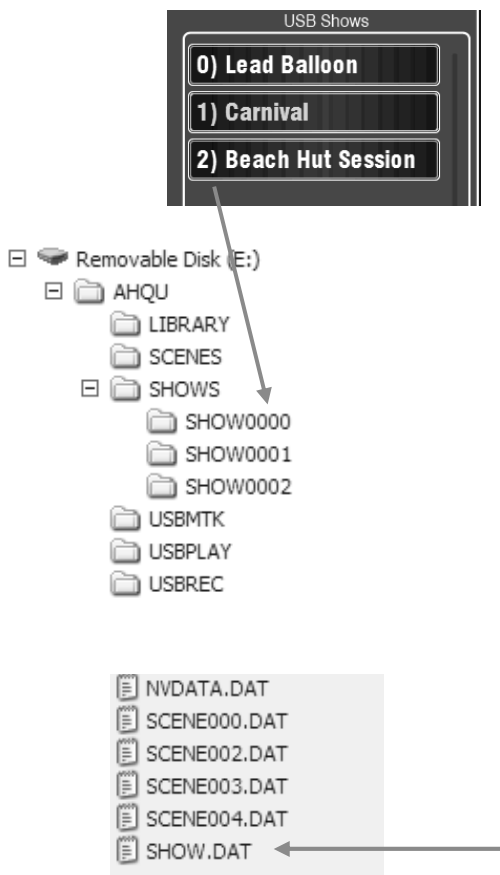 USB Shows
0) Lead Balloon
1) Carnival
2) Beach Hut Session
Removable Disk (E:)
AHQU
LIBRARY
SCENES
SHOWS
SHOW0000
SHOW0001
SHOW0002
USBMTK
USBPLAY
USBREC
NVDATA.DAT
SCENE000.DAT
SCENE002.DAT
SCENE003.DAT
SCENE004.DAT
SHOW.DAT